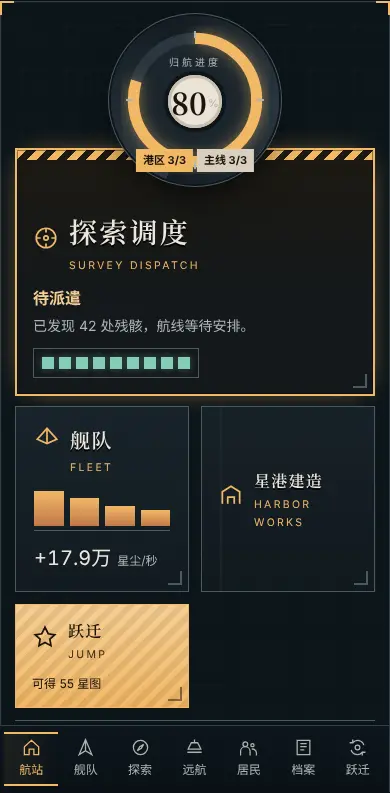 归航进度
80%
港区 3/3
主线 3/3
探索调度
SURVEY DISPATCH
待派遣
已发现 42 处残骸，航线等待安排。
舰队
FLEET
+17.9万 星尘/秒
星港建造
HARBOR
WORKS
跃迁
JUMP
可得 55 星图
航站
舰队
探索
远航
居民
档案
跃迁